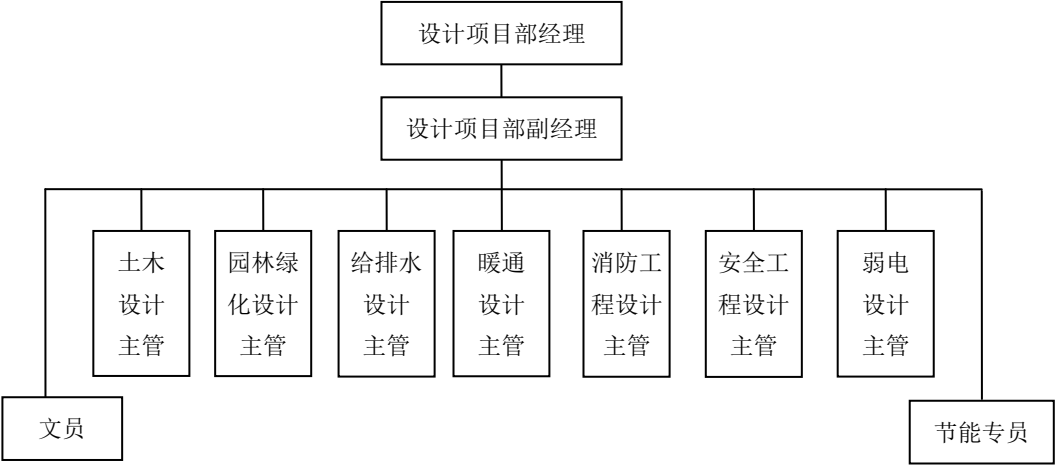 设计项目部经理
设计项目部副经理
土木
设计
主管
园林绿
化设计
主管
给排水
设计
主管
暖通
设计
主管
消防工
程设计
主管
安全工
程设计
主管
弱电
设计
主管
文员
节能专员